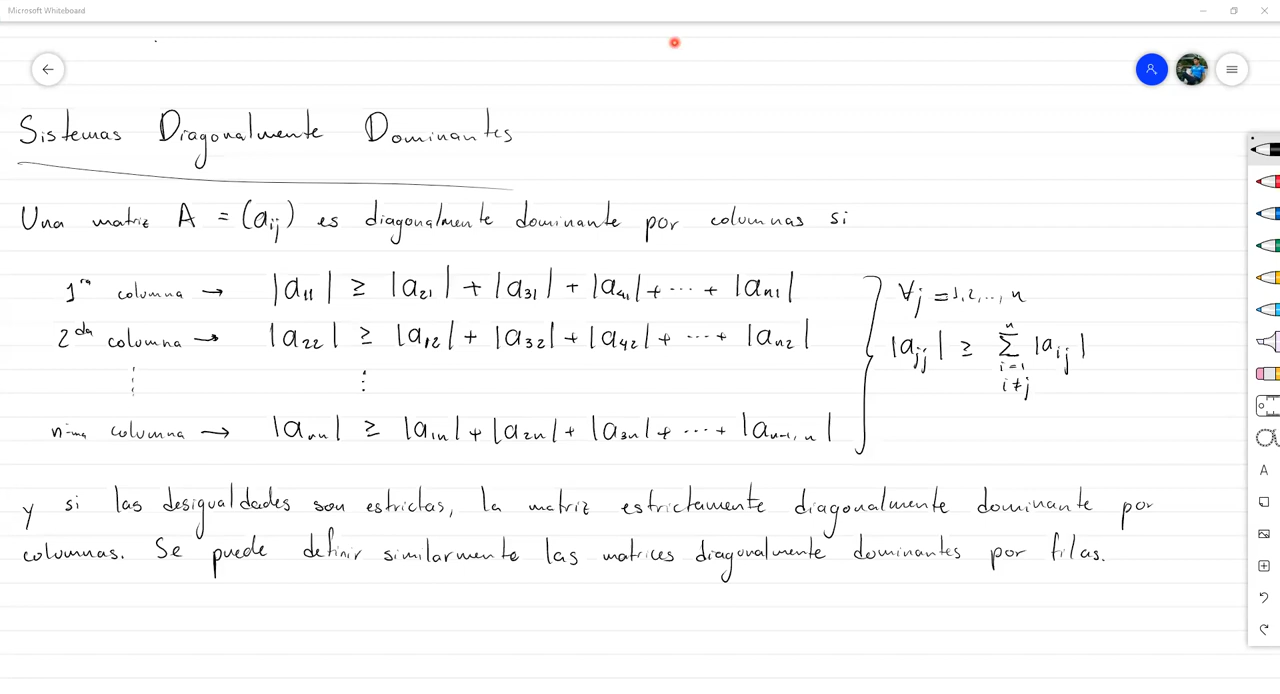 Microsoft Whiteboard
Sistemas Diagonalmente Dominantes
Una matriz A = (aij) es diagonalmente dominante por columnas si
1ra columna → |a11| ≥ |a21| + |a31| + |a41| + ... + |an1|
∀j = 1,2,..., n
2da columna → |a22| ≥ |a12| + |a32| + |a42| + ... + |an2|
|ajj| ≥ n∑i=1 i≠j |aij|
⋮ ⋮
n-ma columna → |ann| ≥ |a1n| + |a2n| + |a3n| + ... + |an-1,n|
y si las desigualdades son estrictas, la matriz estrictamente diagonalmente dominante por
columnas. Se puede definir similarmente las matrices diagonalmente dominantes por filas.
A